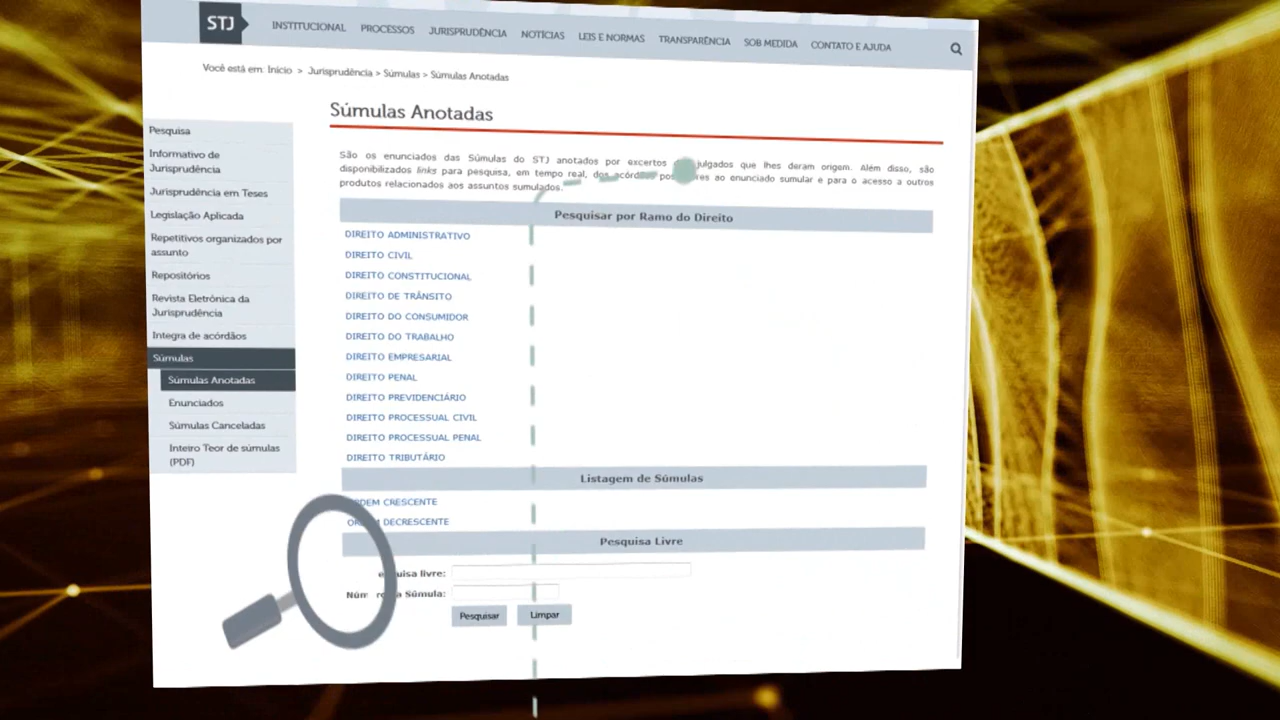 STJ
INSTITUCIONAL PROCESSOS JURISPRUDÊNCIA NOTÍCIAS LEIS E NORMAS TRANSPARÊNCIA SOB MEDIDA CONTATO E AJUDA
Você está em: Início > Jurisprudência > Súmulas > Súmulas Anotadas
Súmulas Anotadas
Pesquisa
Informativo de
Jurisprudência
Jurisprudência em Teses
Legislação Aplicada
Repetitivos organizados por
assunto
Repositórios
Revista Eletrônica da
Jurisprudência
Integra de acórdãos
Súmulas
Súmulas Anotadas
Enunciados
Súmulas Canceladas
Inteiro Teor de súmulas
(PDF)
São os enunciados das Súmulas do STJ anotados por excertos julgados que lhes deram origem. Além disso, são
disponibilizados links para pesquisa, em tempo real, dos ao enunciado sumular e para o acesso a outros
produtos relacionados aos assuntos sumulados.
Pesquisar por Ramo do Direito
DIREITO ADMINISTRATIVO
DIREITO CIVIL
DIREITO CONSTITUCIONAL
DIREITO DE TRÂNSITO
DIREITO DO CONSUMIDOR
DIREITO DO TRABALHO
DIREITO EMPRESARIAL
DIREITO PENAL
DIREITO PREVIDENCIÁRIO
DIREITO PROCESSUAL CIVIL
DIREITO PROCESSUAL PENAL
DIREITO TRIBUTÁRIO
Listagem de Súmulas
CRESCENTE
DECRESCENTE
Pesquisa Livre
livre:
Súmula:
Pesquisar Limpar